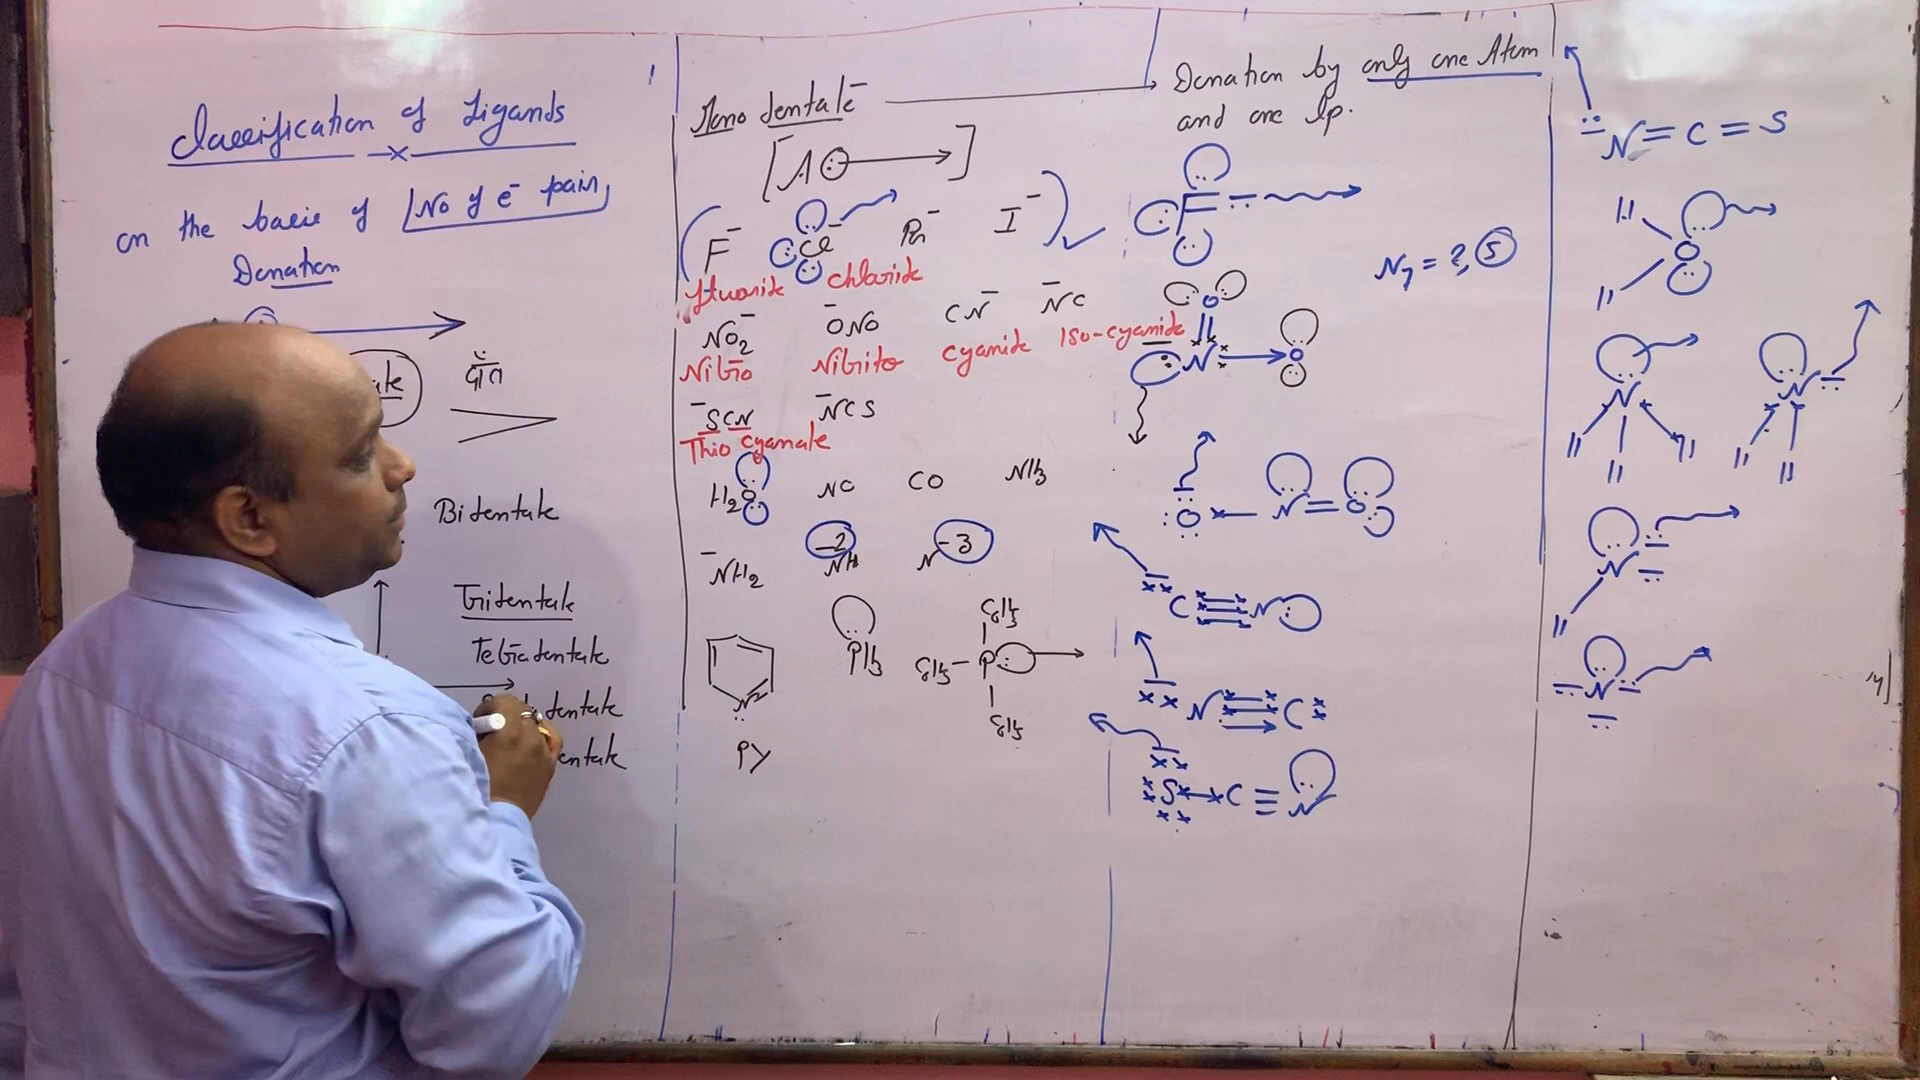 Classification of Ligands
on the basis of No of e⁻ pair
Donation
दाँत
Bidentate
Tridentate
Tetradentate
dentate
entate
Mono dentate
Donation by only one Atom
and one lp.
[A: →]
F⁻ Cl⁻ Br⁻ I⁻
fluoride chloride
NO₂⁻ ⁻ONO CN⁻ ⁻NC
Nitro Nitrito cyanide Iso-cyanide
⁻SCN ⁻NCS
Thio cyanate
H₂O NO CO NH₃
⁻NH₂ NH⁻² N⁻³
N PH₃ C₆H₅-P
C₆H₅
C₆H₅
PY
F
N₇ = 2, 5
O
N → O
O - N = O
C ≡ N
N ≡ C
S - C ≡ N
N = C = S
H
O
H
N N
H H H H H
N
H
N